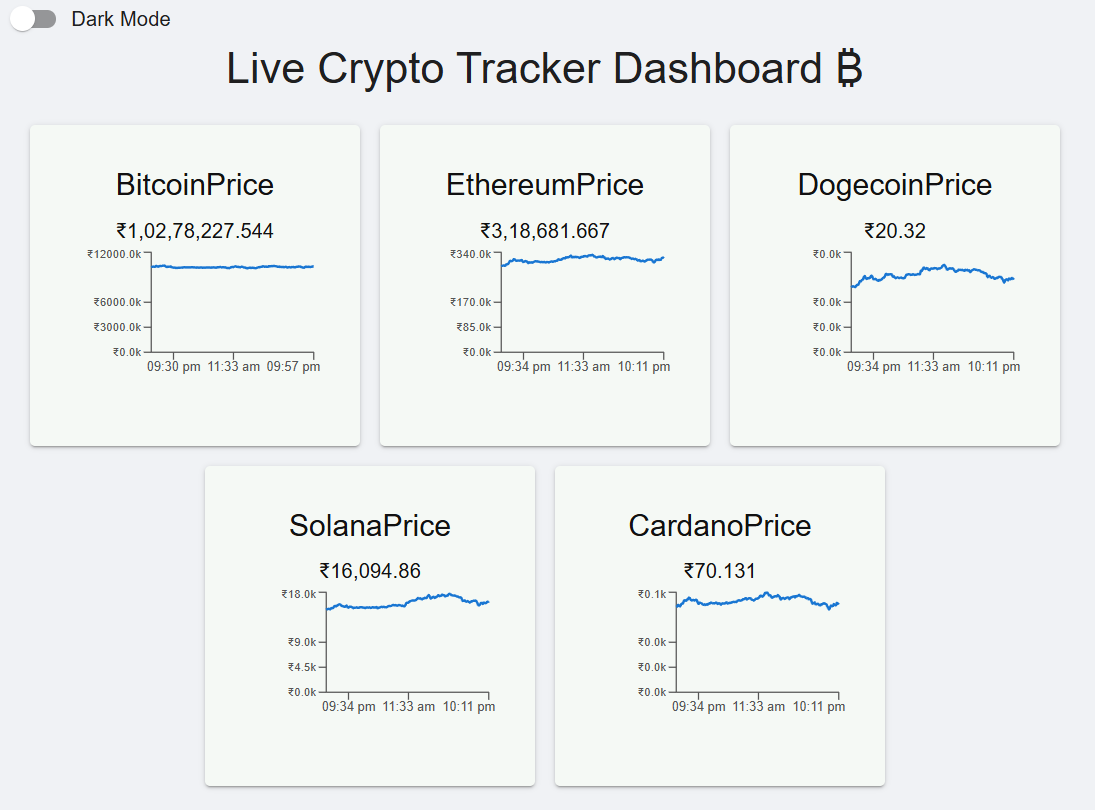 Dark Mode
Live Crypto Tracker Dashboard ₿
BitcoinPrice
₹1,02,78,227.544
₹12000.0k
₹6000.0k
₹3000.0k
₹0.0k
09:30 pm 11:33 am 09:57 pm
EthereumPrice
₹3,18,681.667
₹340.0k
₹170.0k
₹85.0k
₹0.0k
09:34 pm 11:33 am 10:11 pm
DogecoinPrice
₹20.32
₹0.0k
₹0.0k
₹0.0k
₹0.0k
09:34 pm 11:33 am 10:11 pm
SolanaPrice
₹16,094.86
₹18.0k
₹9.0k
₹4.5k
₹0.0k
09:34 pm 11:33 am 10:11 pm
CardanoPrice
₹70.131
₹0.1k
₹0.0k
₹0.0k
₹0.0k
09:34 pm 11:33 am 10:11 pm